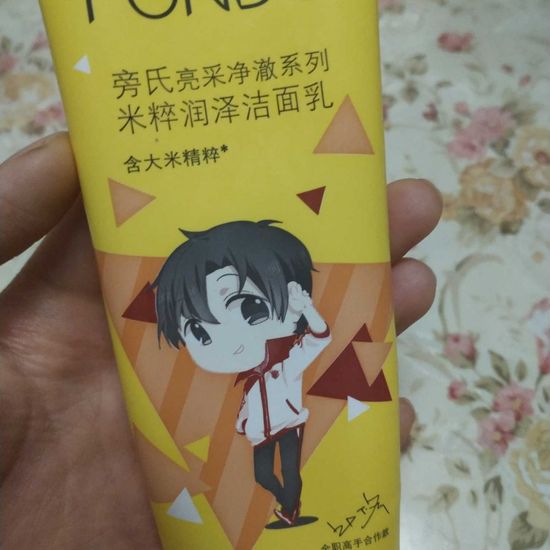 POND
旁氏亮采净澈系列
米粹润泽洁面乳
含大米精粹*
全职高手合作款